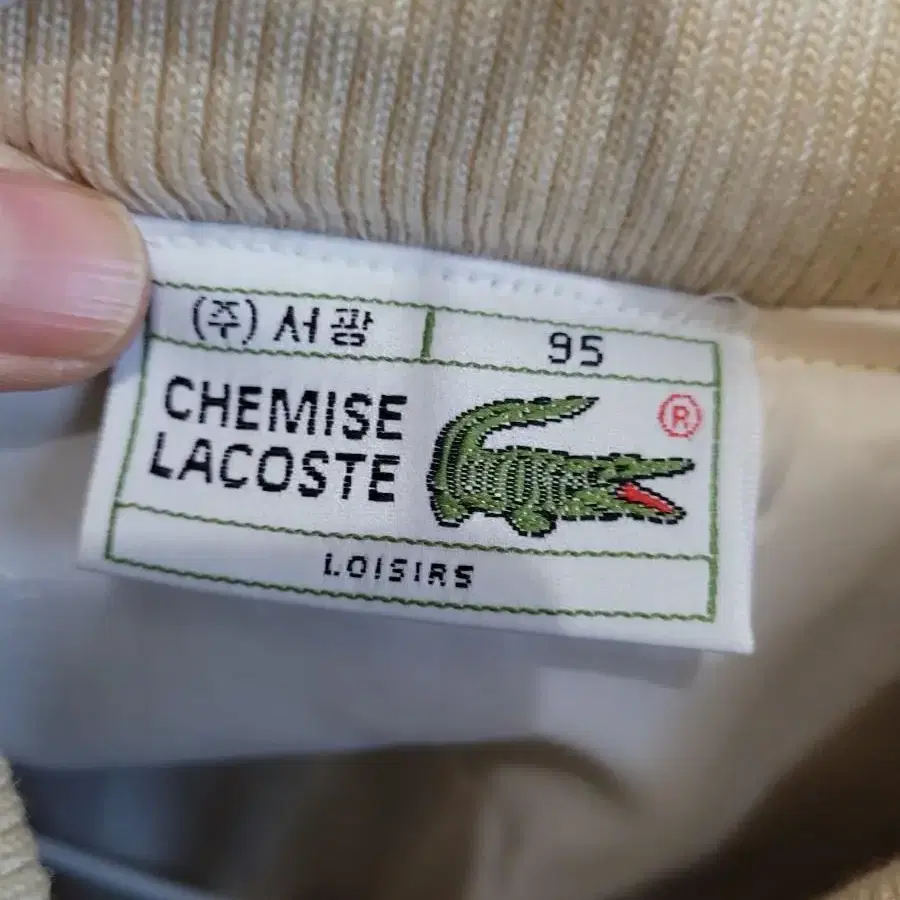 (주) 서광 95
CHEMISE
LACOSTE
®
LOISIRS